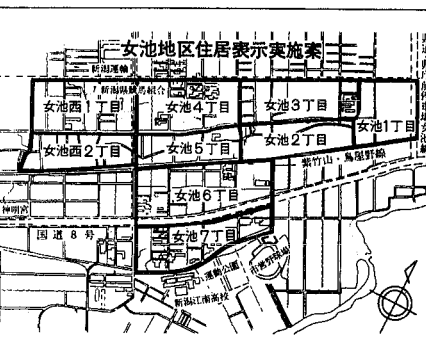 女池地区住居表示実施案
新潟運輸
新潟県競馬組合
女池西1丁目
女池4丁目
女池3丁目
女池1丁目
女池西2丁目
女池5丁目
女池2丁目
紫竹山・鳥屋野線
女池6丁目
神明宮
国道8号
女池7丁目
運動公園
市営野球場
新潟江南高校